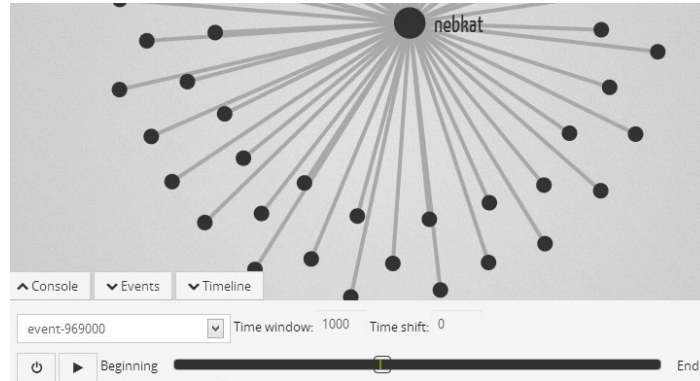 nebkat
Console Events Timeline
event-969000 Time window: 1000 Time shift: 0
Beginning End